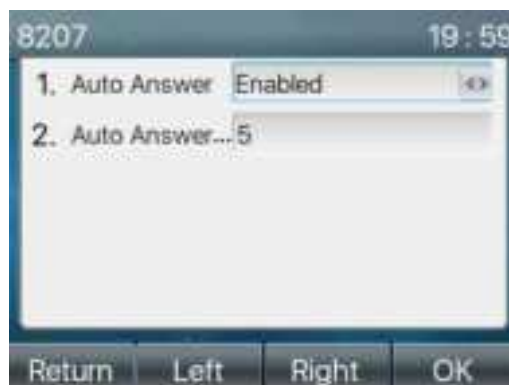 8207 19:59
1. Auto Answer Enabled
2. Auto Answer... 5
Return Left Right OK